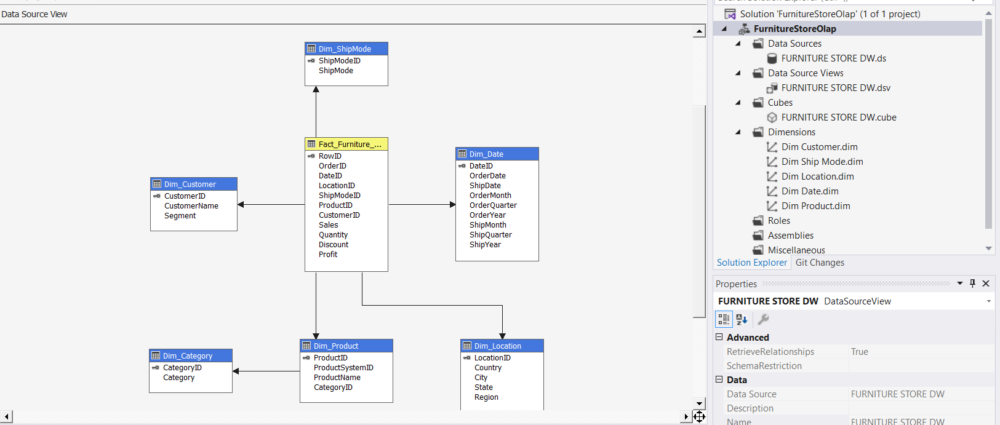 Data Source View
Dim_ShipMode
ShipModeID
ShipMode
Fact_Furniture_...
RowID
OrderID
DateID
LocationID
ShipModeID
ProductID
CustomerID
Sales
Quantity
Discount
Profit
Dim_Date
DateID
OrderDate
ShipDate
OrderMonth
OrderQuarter
OrderYear
ShipMonth
ShipQuarter
ShipYear
Dim_Customer
CustomerID
CustomerName
Segment
Dim_Category
CategoryID
Category
Dim_Product
ProductID
ProductSystemID
ProductName
CategoryID
Dim_Location
LocationID
Country
City
State
Region
Solution 'FurnitureStoreOlap' (1 of 1 project)
FurnitureStoreOlap
Data Sources
FURNITURE STORE DW.ds
Data Source Views
FURNITURE STORE DW.dsv
Cubes
FURNITURE STORE DW.cube
Dimensions
Dim Customer.dim
Dim Ship Mode.dim
Dim Location.dim
Dim Date.dim
Dim Product.dim
Roles
Assemblies
Miscellaneous
Solution Explorer Git Changes
Properties
FURNITURE STORE DW DataSourceView
Advanced
RetrieveRelationships True
SchemaRestriction
Data
Data Source FURNITURE STORE DW
Description
Name FURNITURE STORE DW